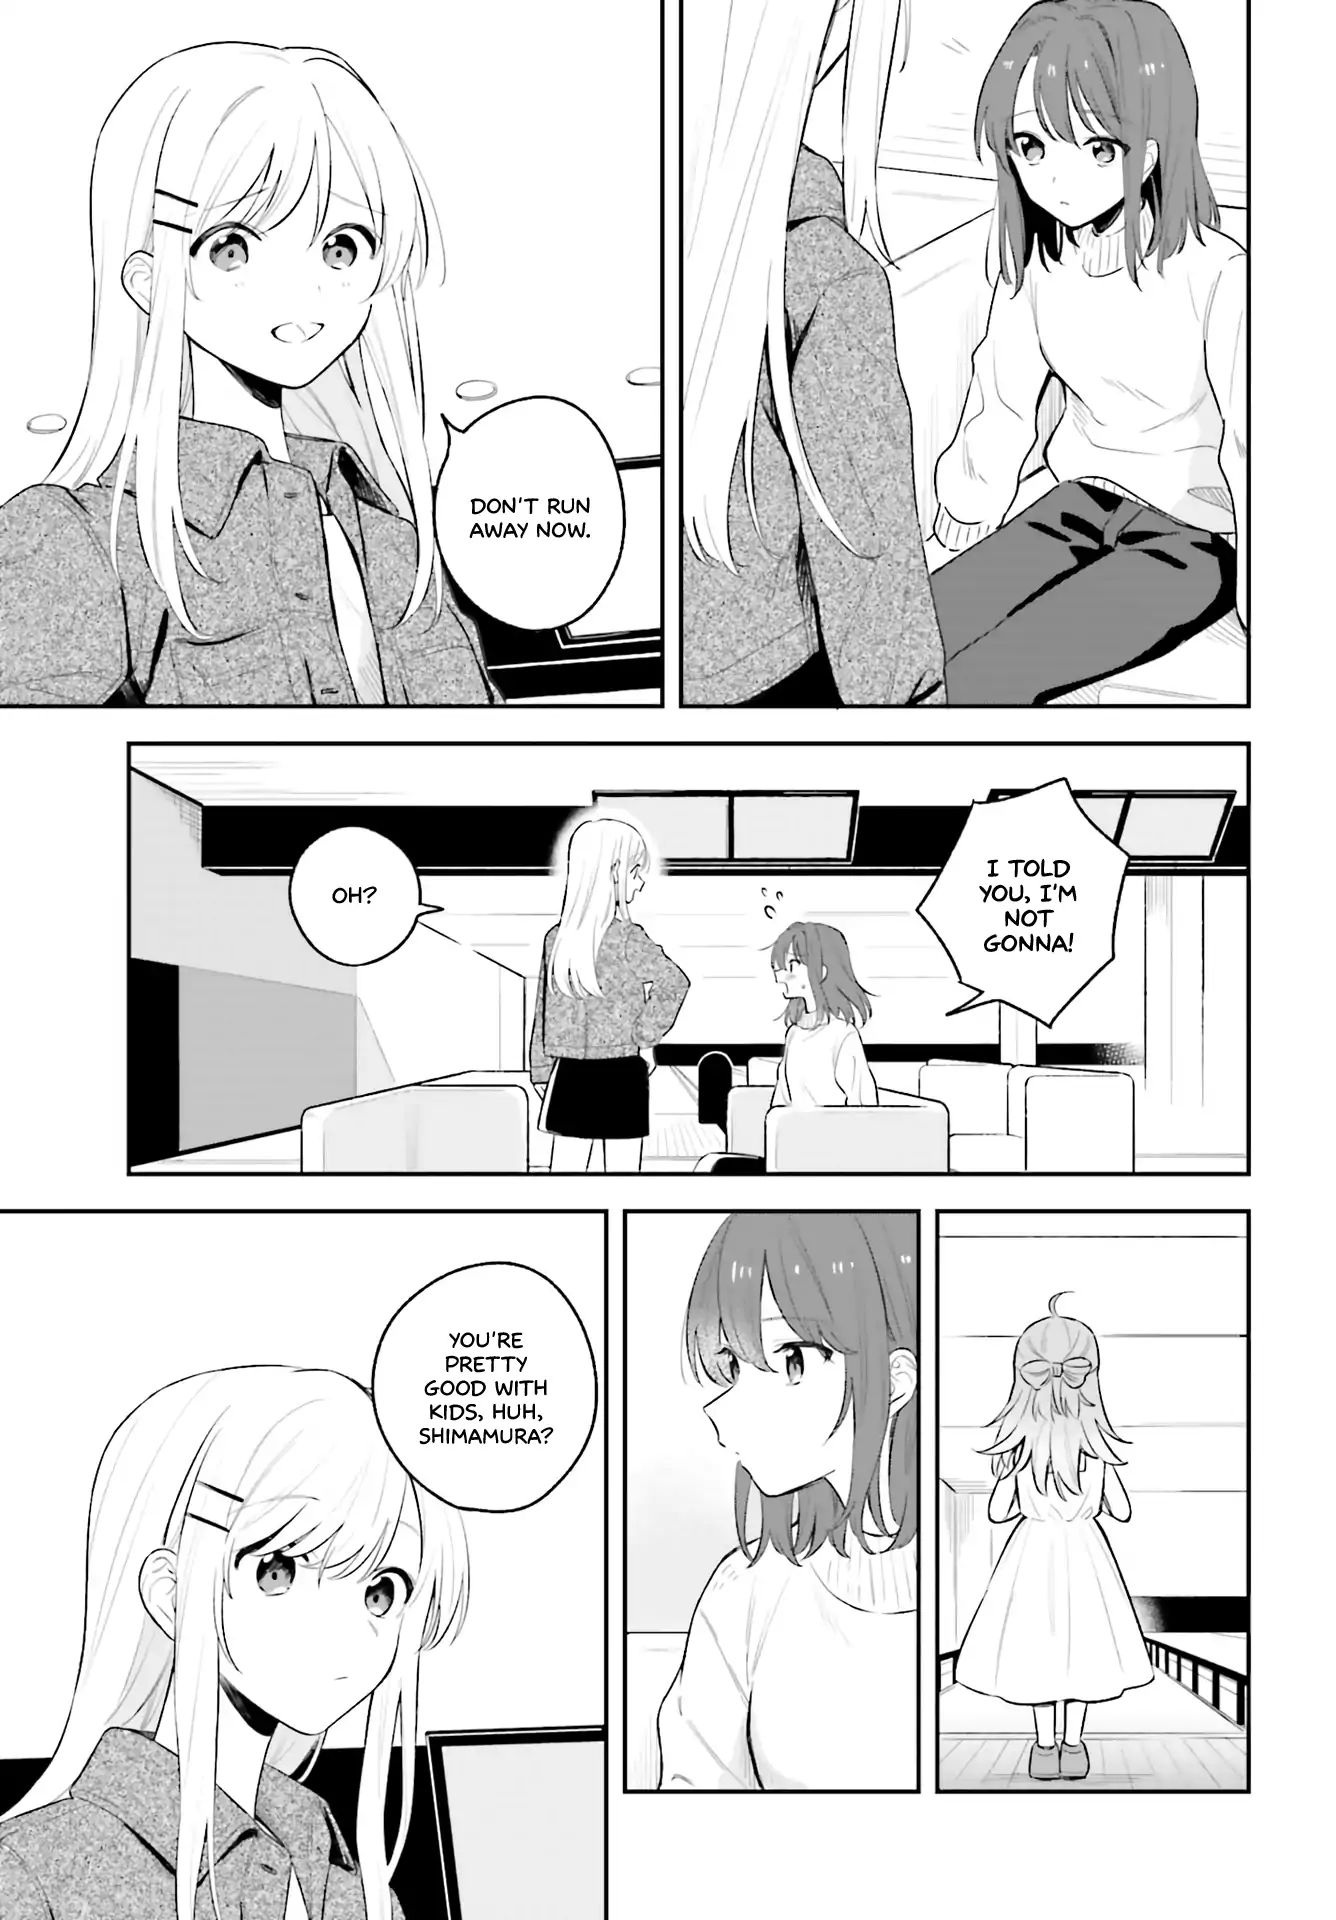 DON'T RUN
AWAY NOW.
I TOLD
YOU, I'M
NOT
GONNA!
OH?
YOU'RE
PRETTY
GOOD WITH
KIDS, HUH,
SHIMAMURA?